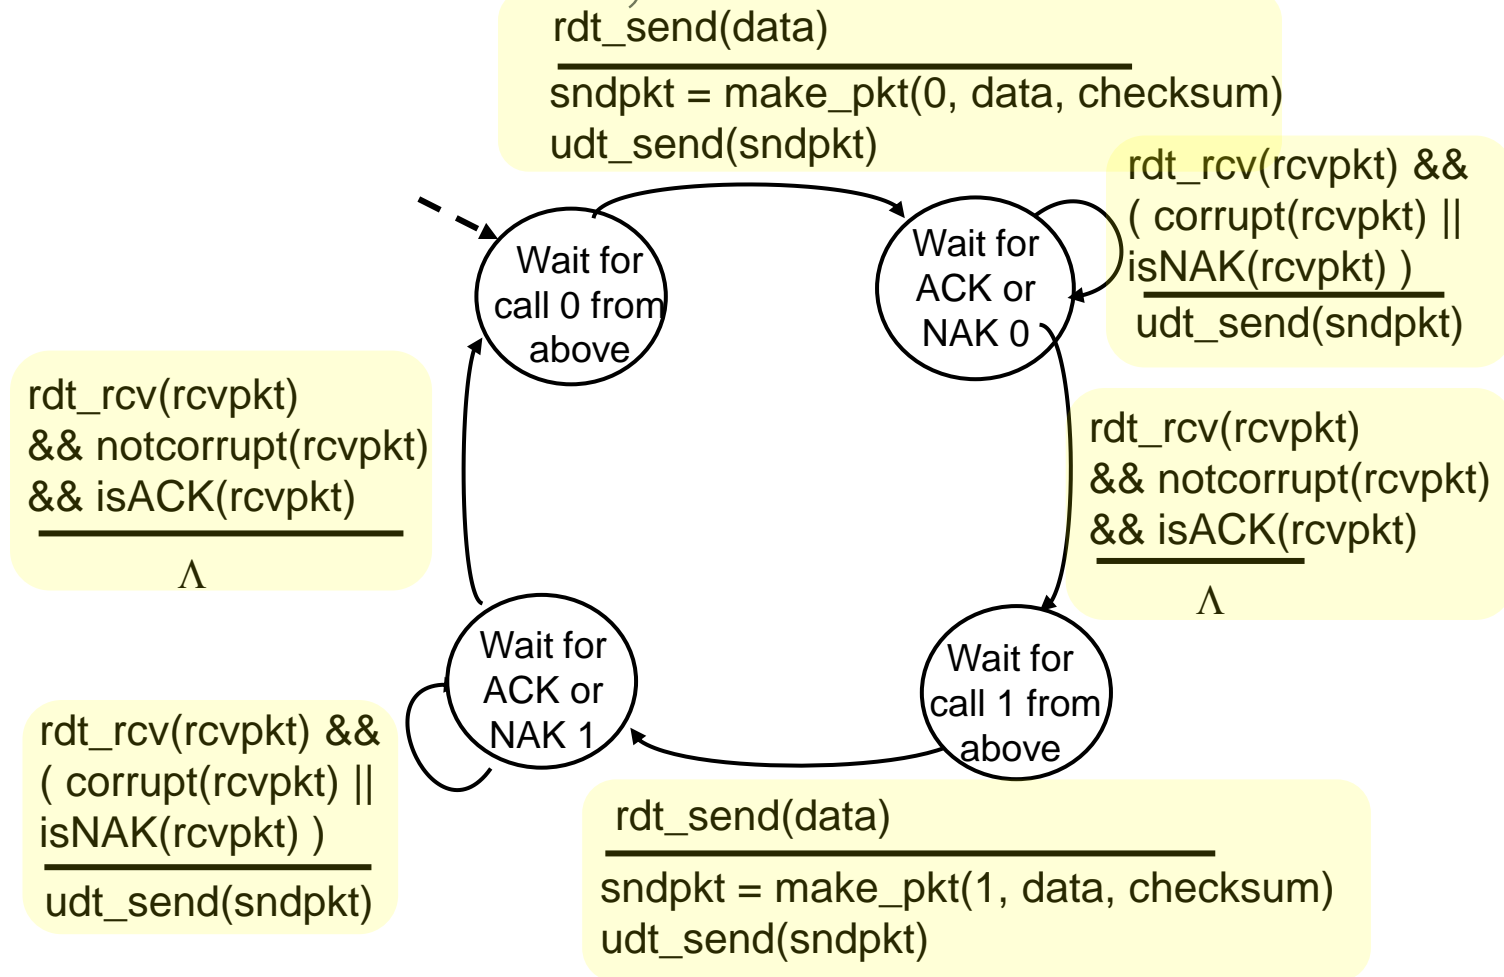 rdt_send(data)
sndpkt = make_pkt(0, data, checksum)
udt_send(sndpkt)
rdt_rcv(rcvpkt) &&
( corrupt(rcvpkt) ||
isNAK(rcvpkt) )
udt_send(sndpkt)
Wait for
call 0 from
above
Wait for
ACK or
NAK 0
rdt_rcv(rcvpkt)
&& notcorrupt(rcvpkt)
&& isACK(rcvpkt)
Λ
rdt_rcv(rcvpkt)
&& notcorrupt(rcvpkt)
&& isACK(rcvpkt)
Λ
Wait for
ACK or
NAK 1
Wait for
call 1 from
above
rdt_rcv(rcvpkt) &&
( corrupt(rcvpkt) ||
isNAK(rcvpkt) )
udt_send(sndpkt)
rdt_send(data)
sndpkt = make_pkt(1, data, checksum)
udt_send(sndpkt)